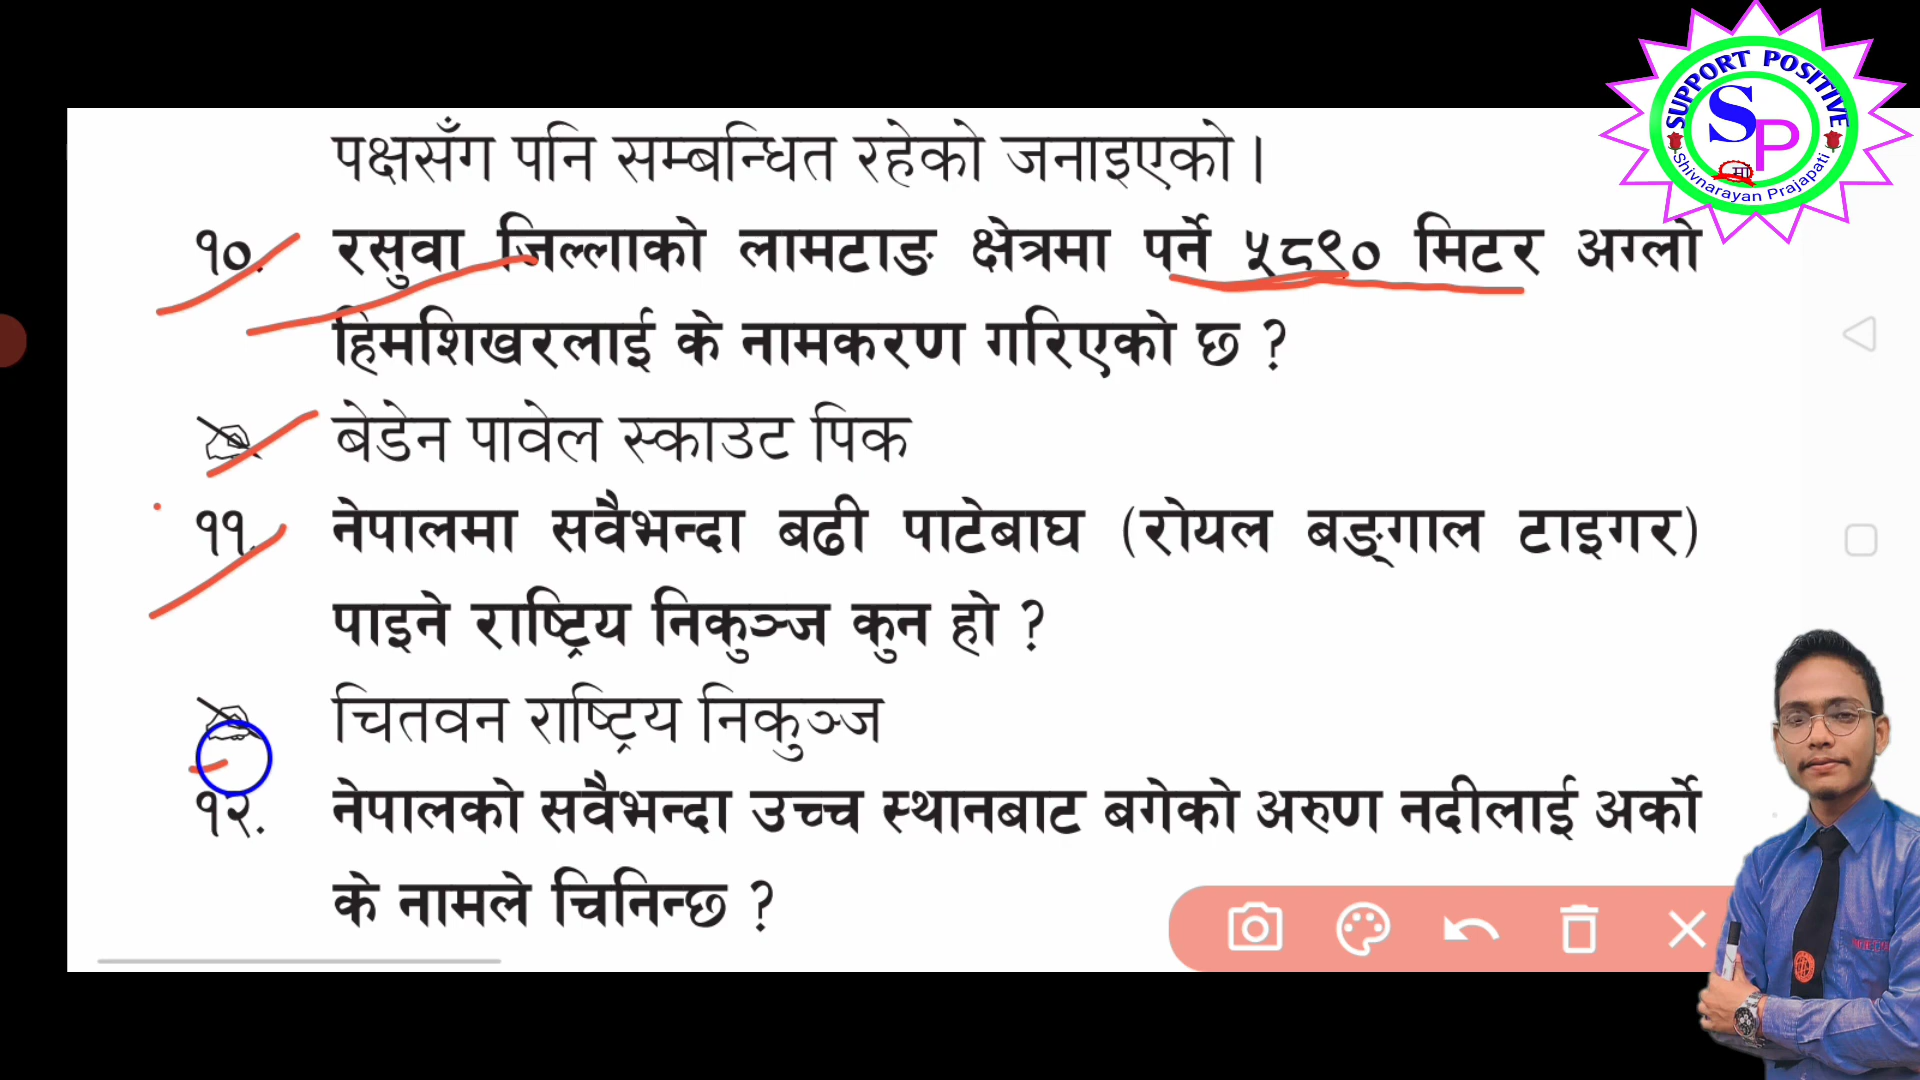 पक्षसँग पनि सम्बन्धित रहेको जनाइएको।
१०. रसुवा जिल्लाको लामटाङ क्षेत्रमा पर्ने ५८९० मिटर अग्लो
हिमशिखरलाई के नामकरण गरिएको छ ?
बेडेन पावेल स्काउट पिक
११. नेपालमा सवैभन्दा बढी पाटेबाघ (रोयल बङ्गाल टाइगर)
पाइने राष्ट्रिय निकुञ्ज कुन हो ?
चितवन राष्ट्रिय निकुञ्ज
१२. नेपालको सवैभन्दा उच्च स्थानबाट बगेको अरुण नदीलाई अर्को
के नामले चिनिन्छ ?
SUPPORT POSITIVE
SP
माँ
Shivnarayan Prajapati